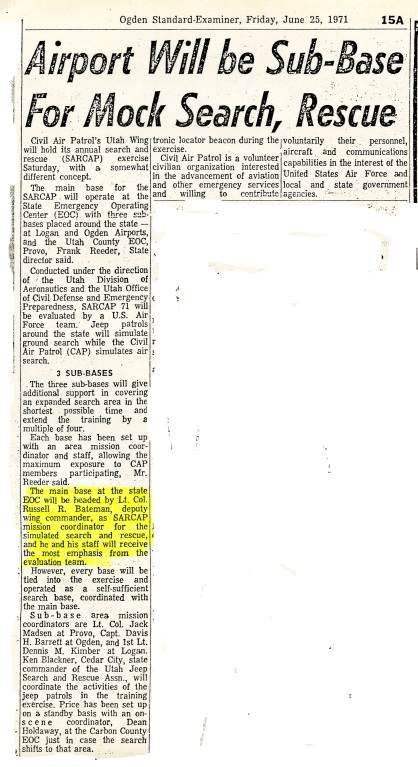 Ogden Standard-Examiner, Friday, June 25, 1971 15A
Airport Will be Sub-Base
For Mock Search, Rescue
Civil Air Patrol's Utah Wing
will hold its annual search and
rescue (SARCAP) exercise
Saturday, with a somewhat
different concept.
The main base for the
SARCAP will operate at the
State Emergency Operating
Center (EOC) with three sub-
bases placed around the state —
at Logan and Ogden Airports,
and the Utah County EOC,
Provo, Frank Reeder, State
director said.
Conducted under the direction
of the Utah Division of
Aeronautics and the Utah Office
of Civil Defense and Emergency
Preparedness, SARCAP 71 will
be evaluated by a U.S. Air
Force team. Jeep patrols
around the state will simulate
ground search while the Civil
Air Patrol (CAP) simulates air
search.
3 SUB-BASES
The three sub-bases will give
additional support in covering
an expanded search area in the
shortest possible time and
extend the training by a
multiple of four.
Each base has been set up
with an area mission coor-
dinator and staff, allowing the
maximum exposure to CAP
members participating, Mr.
Reeder said.
The main base at the state
EOC will be headed by Lt. Col.
Russell R. Bateman, deputy
wing commander, as SARCAP
mission coordinator for the
simulated search and rescue,
and he and his staff will receive
the most emphasis from the
evaluation team.
However, every base will be
tied into the exercise and
operated as a self-sufficient
search base, coordinated with
the main base.
Sub-base area mission
coordinators are Lt. Col. Jack
Madsen at Provo, Capt. Davis
H. Barrett at Ogden, and 1st Lt.
Dennis M. Kimber at Logan.
Ken Blackner, Cedar City, state
commander of the Utah Jeep
Search and Rescue Assn., will
coordinate the activities of the
jeep patrols in the training
exercise. Price has been set up
on a standby basis with an on-
scene coordinator, Dean
Holdaway, at the Carbon County
EOC just in case the search
shifts to that area.
tronic locator beacon during the
exercise.
Civil Air Patrol is a volunteer
civilian organization interested
in the advancement of aviation
and other emergency services
and willing to contribute
voluntarily their personnel,
aircraft and communications
capabilities in the interest of the
United States Air Force and
local and state government
agencies.